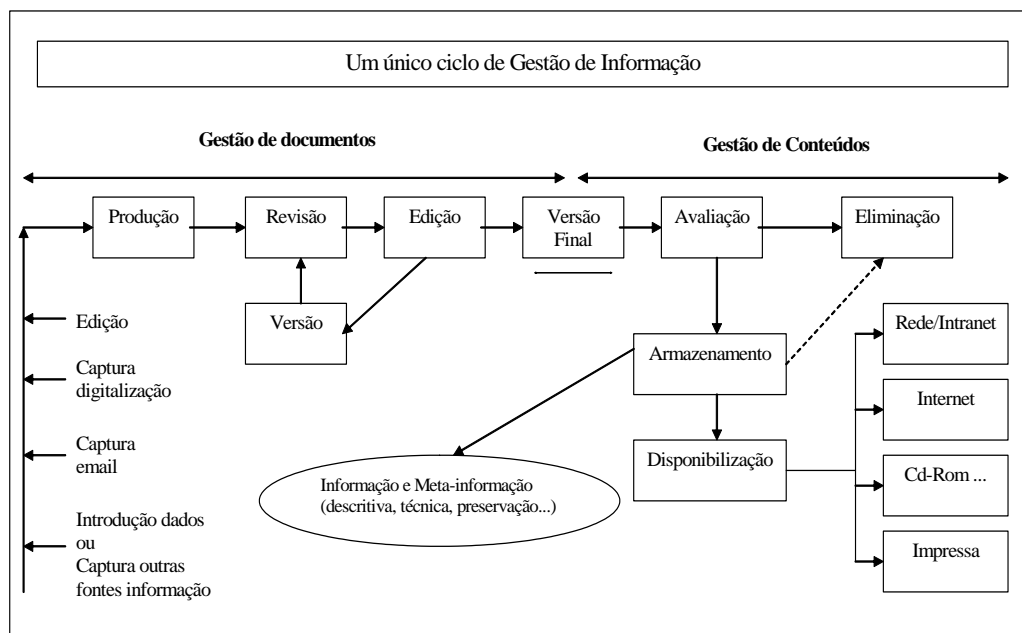 Um único ciclo de Gestão de Informação
Gestão de documentos
Gestão de Conteúdos
Produção
Revisão
Edição
Versão
Final
Avaliação
Eliminação
Versão
Edição
Captura
digitalização
Captura
email
Introdução dados
ou
Captura outras
fontes informação
Armazenamento
Disponibilização
Informação e Meta-informação
(descritiva, técnica, preservação...)
Rede/Intranet
Internet
Cd-Rom ...
Impressa